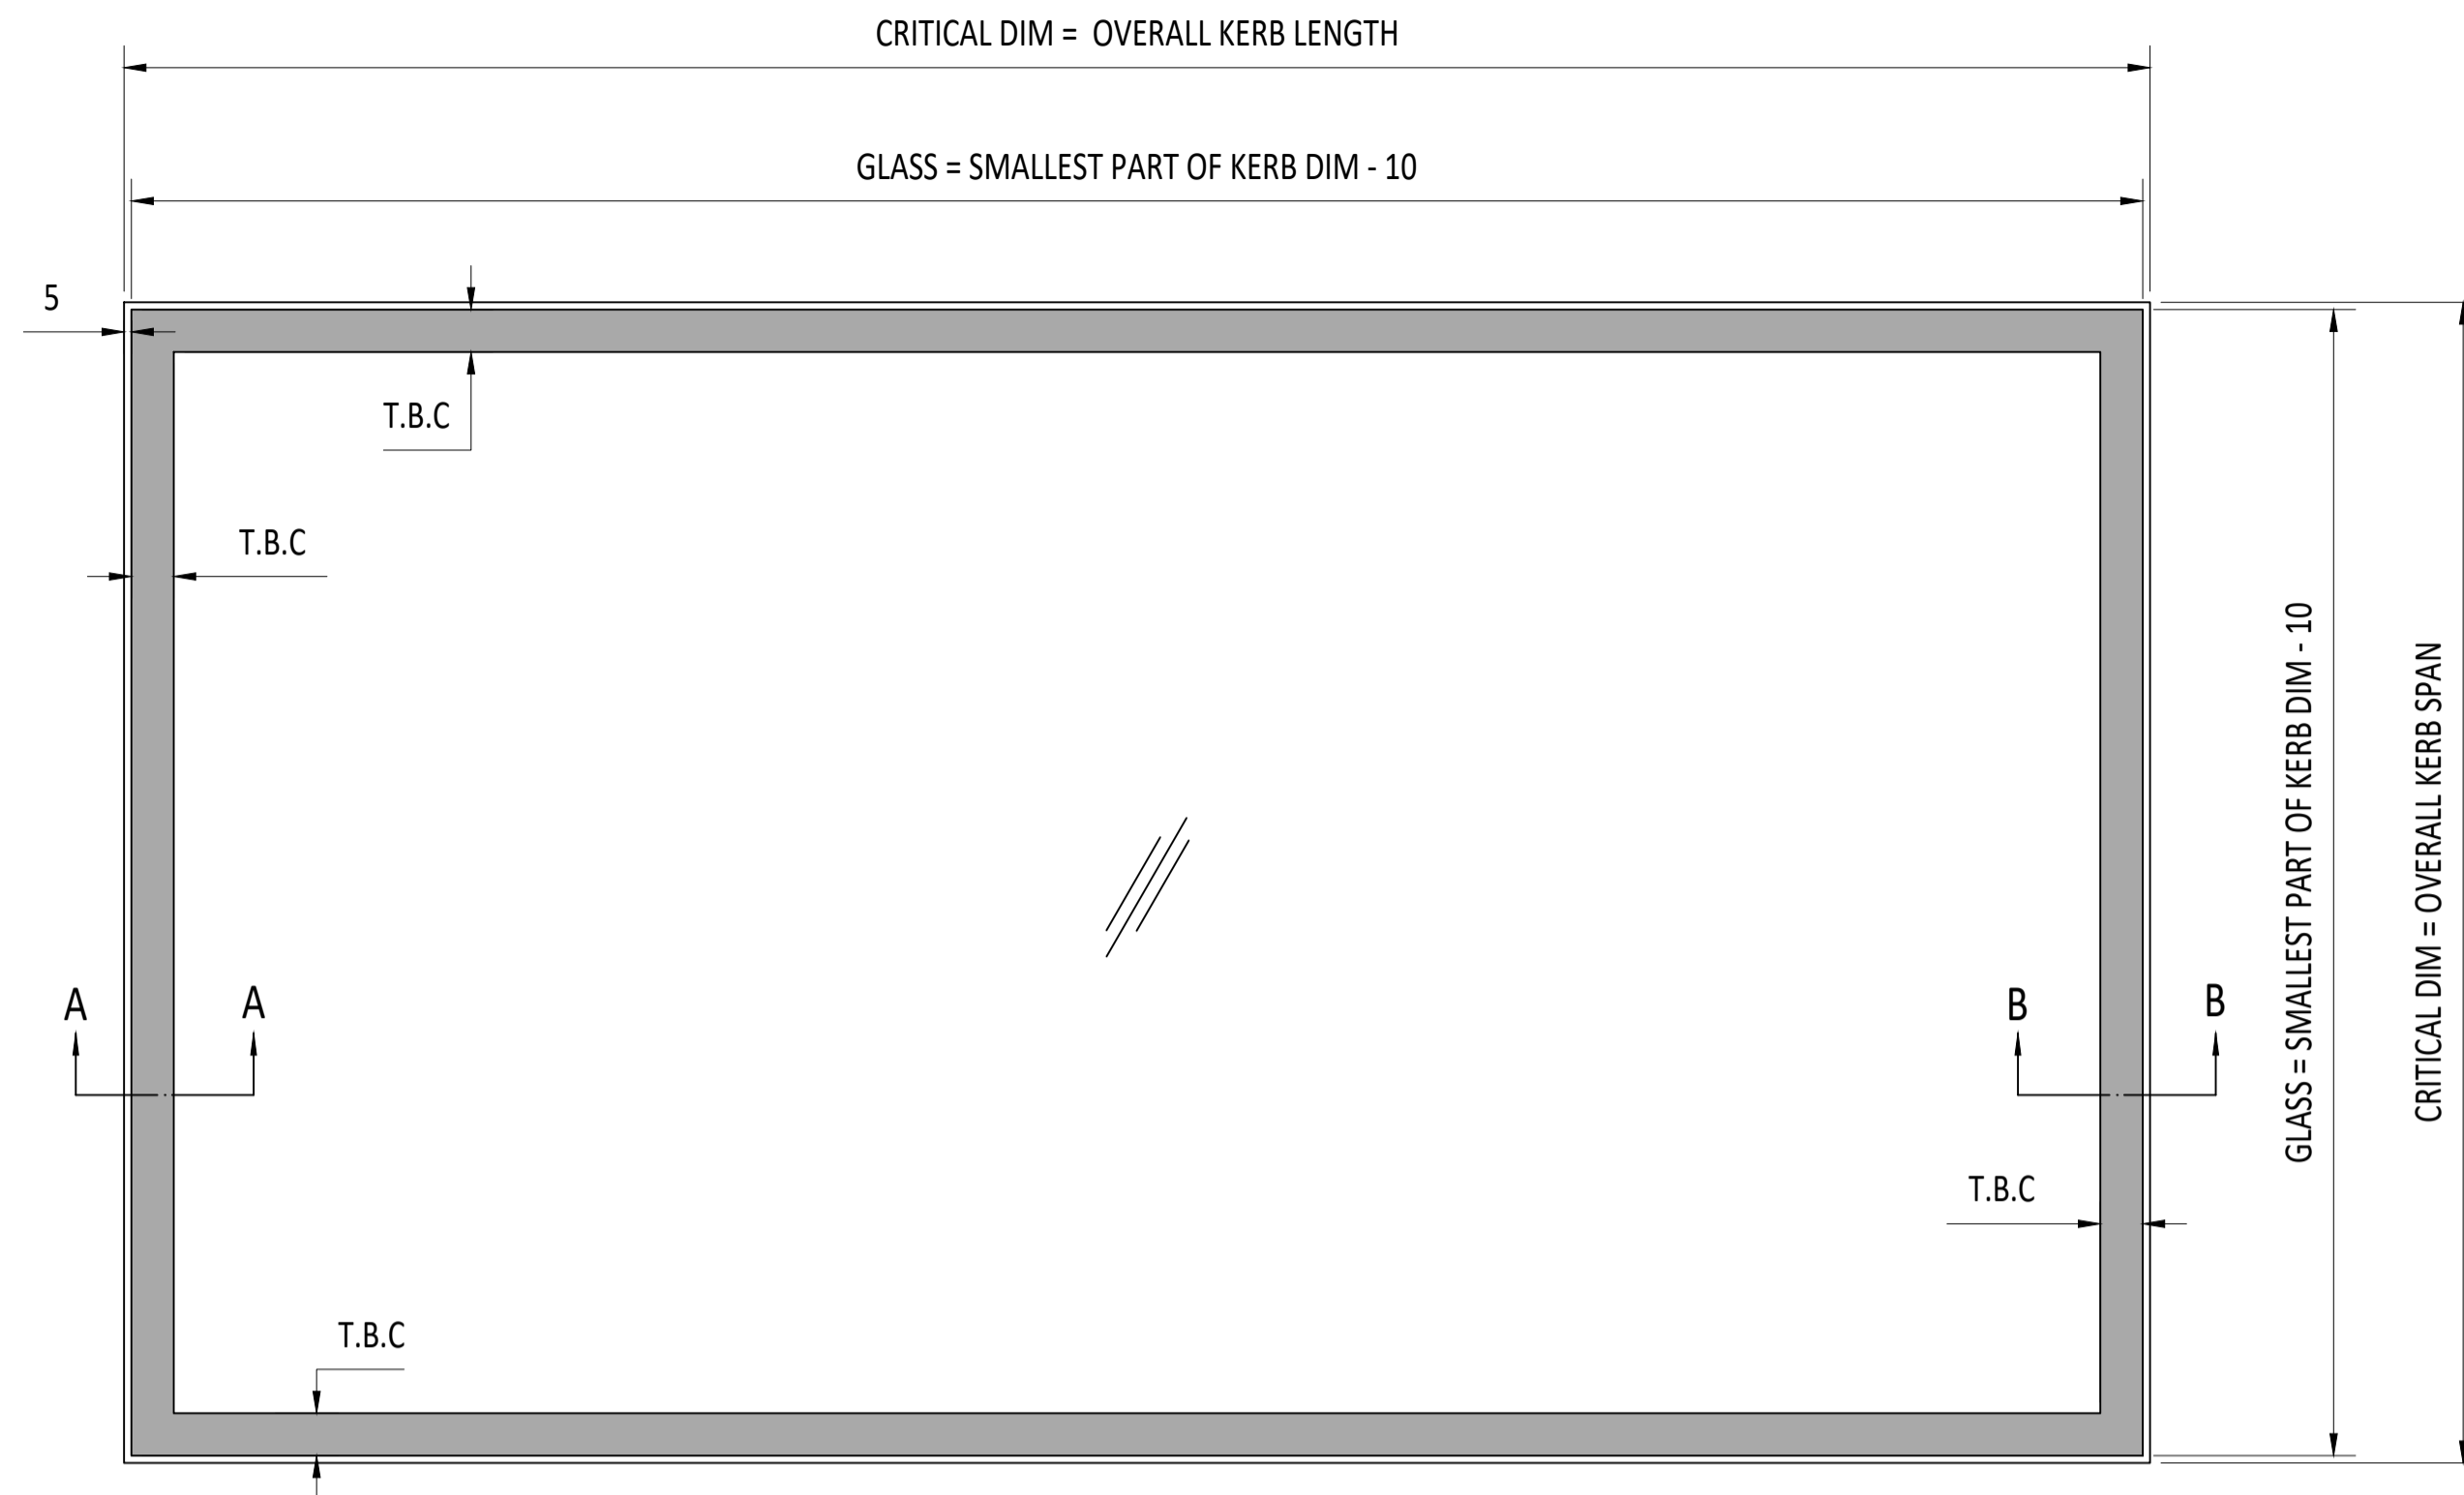 CRITICAL DIM = OVERALL KERB LENGTH
GLASS = SMALLEST PART OF KERB DIM - 10
5
T.B.C
T.B.C
GLASS = SMALLEST PART OF KERB DIM - 10
CRITICAL DIM = OVERALL KERB SPAN
A
A
B
B
T.B.C
T.B.C